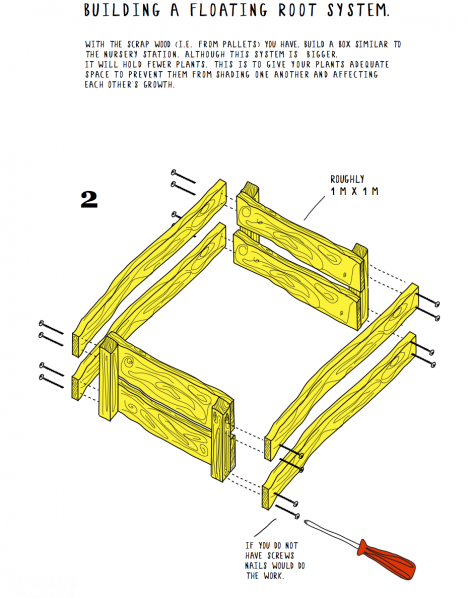 BUILDING A FLOATING ROOT SYSTEM.
WITH THE SCRAP WOOD (I.E. FROM PALLETS) YOU HAVE, BUILD A BOX SIMILAR TO
THE NURSERY STATION, ALTHOUGH THIS SYSTEM IS BIGGER,
IT WILL HOLD FEWER PLANTS. THIS IS TO GIVE YOUR PLANTS ADEQUATE
SPACE TO PREVENT THEM FROM SHADING ONE ANOTHER AND AFFECTING
EACH OTHER'S GROWTH.
ROUGHLY
1 M X 1 M
2
IF YOU DO NOT
HAVE SCREWS
NAILS WOULD DO
THE WORK.